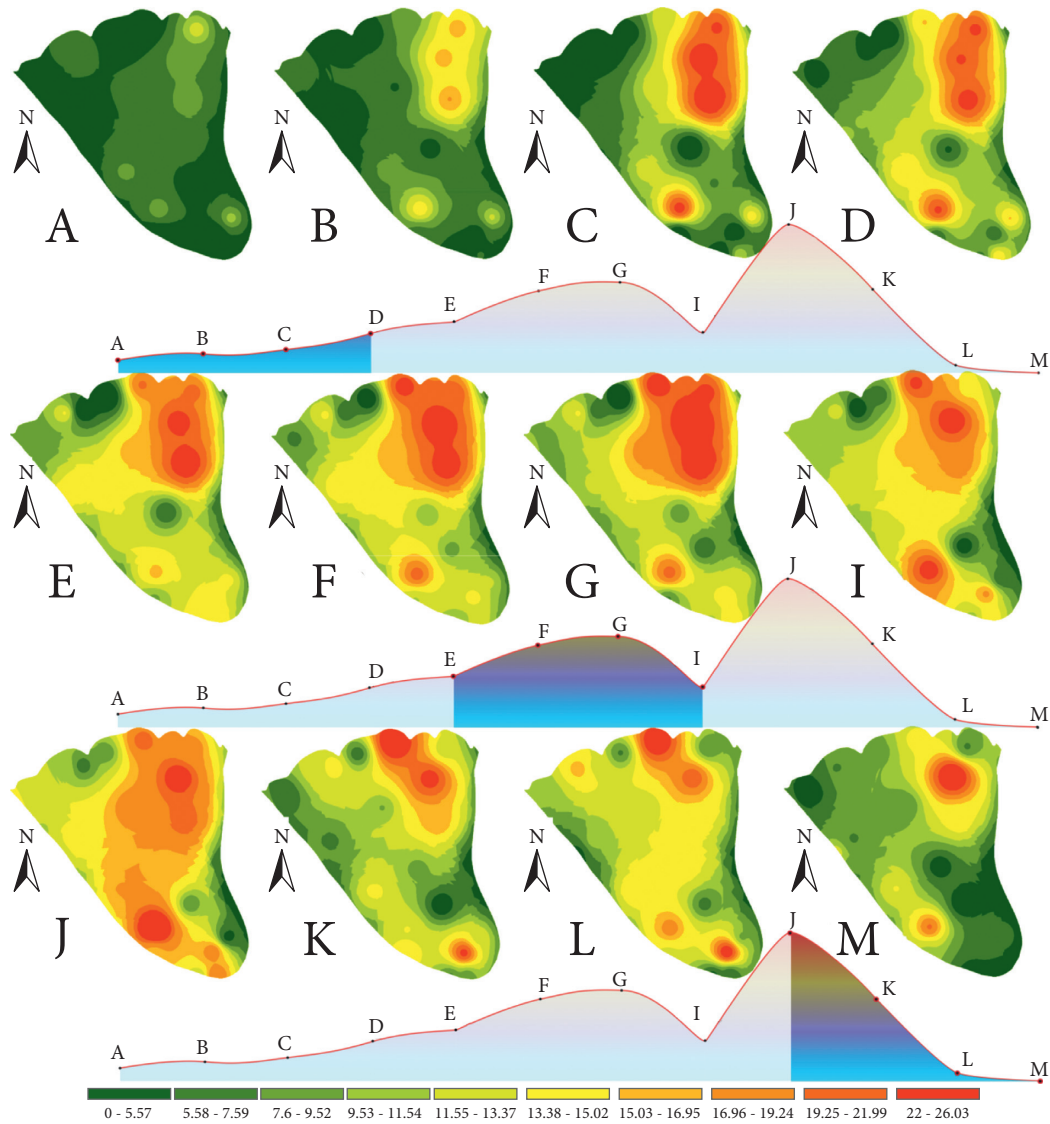 N N N N
A B C D
A B C D E F G I J K L M
N N N N
E F G I
A B C D E F G I J K L M
N N N N
J K L M
A B C D E F G I J K L M
0 - 5.57 5.58 - 7.59 7.6 - 9.52 9.53 - 11.54 11.55 - 13.37 13.38 - 15.02 15.03 - 16.95 16.96 - 19.24 19.25 - 21.99 22 - 26.03